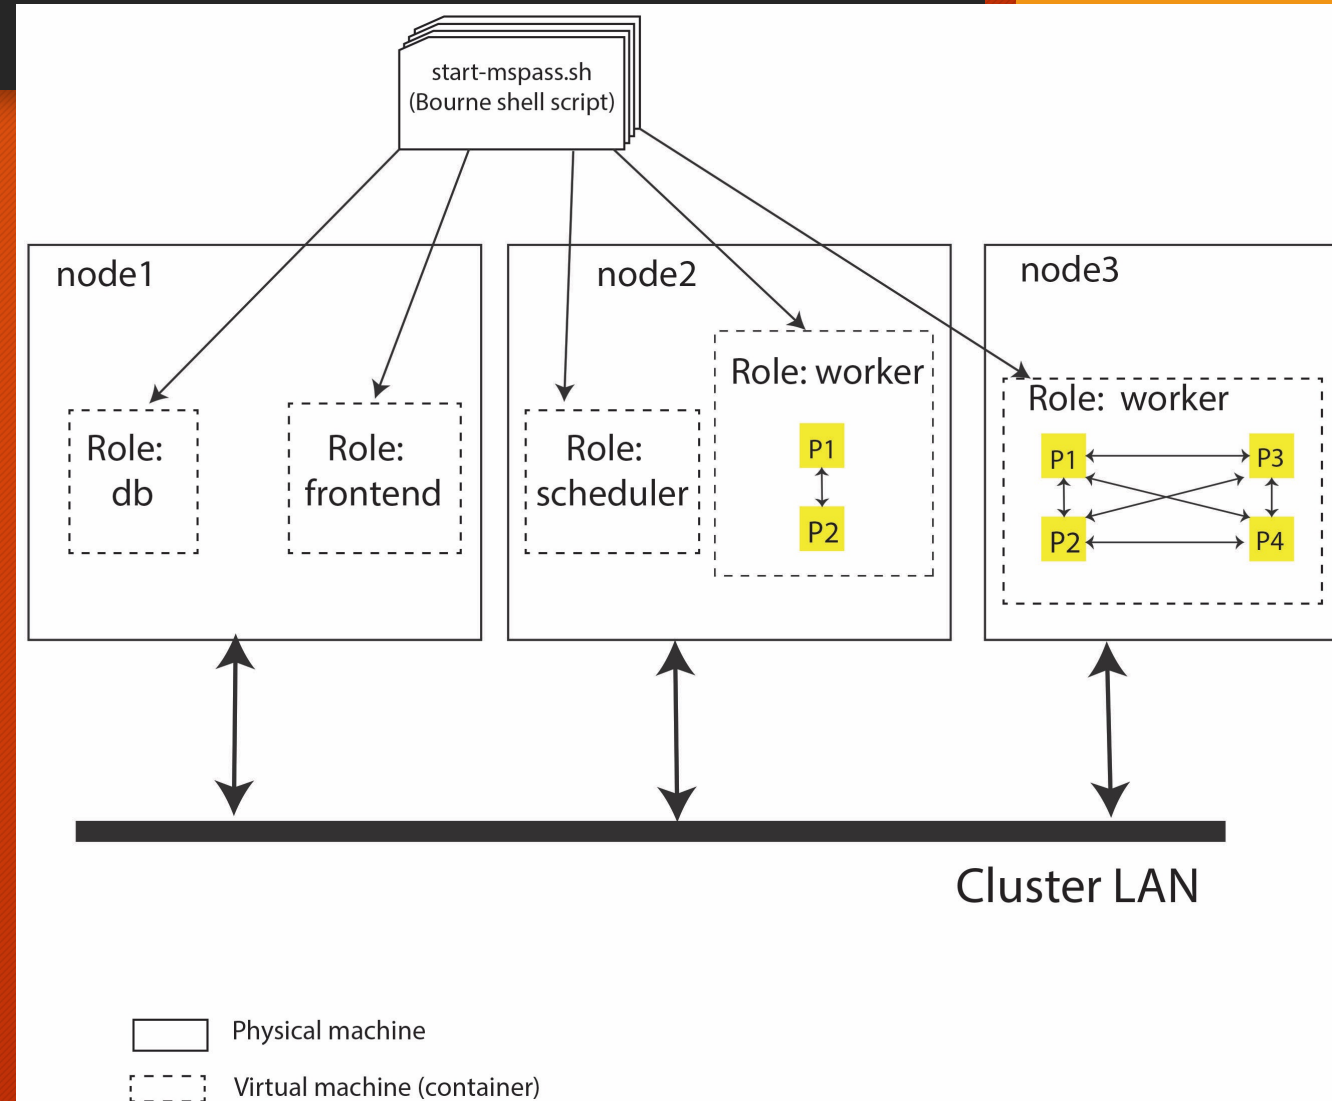 start-mspass.sh
(Bourne shell script)
node1
node2
node3
Role:
db
Role:
frontend
Role:
scheduler
Role: worker
P1
P2
Role: worker
P1
P3
P2
P4
Cluster LAN
Physical machine
Virtual machine (container)